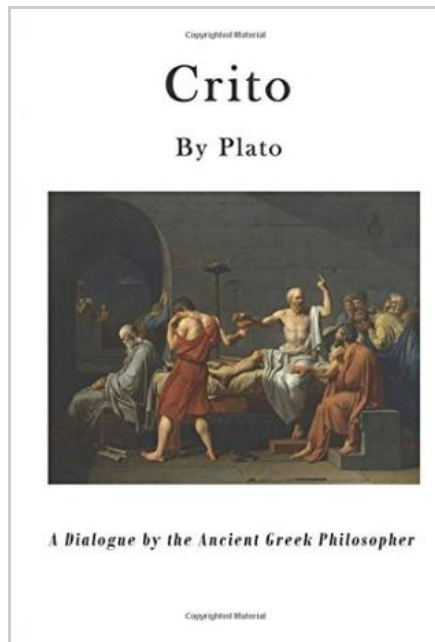 Copyrighted Material
Crito
By Plato
A Dialogue by the Ancient Greek Philosopher
Copyrighted Material